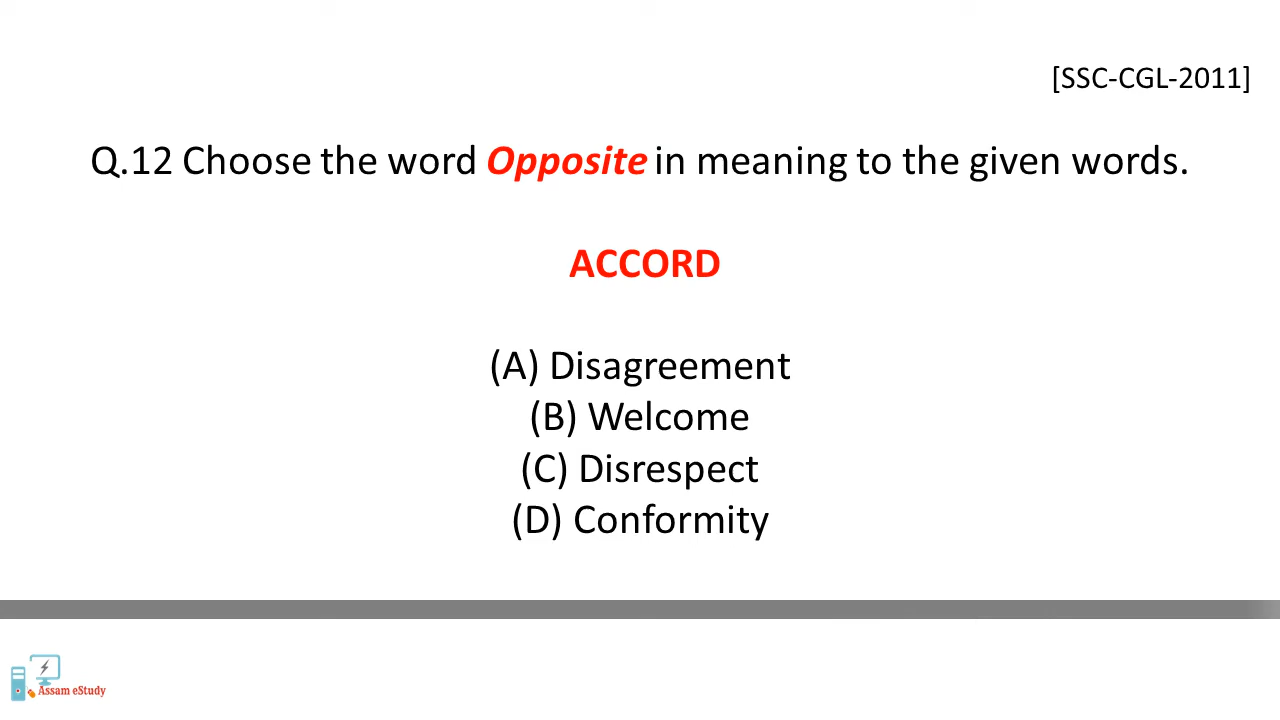 [SSC-CGL-2011]
Q.12 Choose the word Opposite in meaning to the given words.
ACCORD
(A) Disagreement
(B) Welcome
(C) Disrespect
(D) Conformity
Assam eStudy